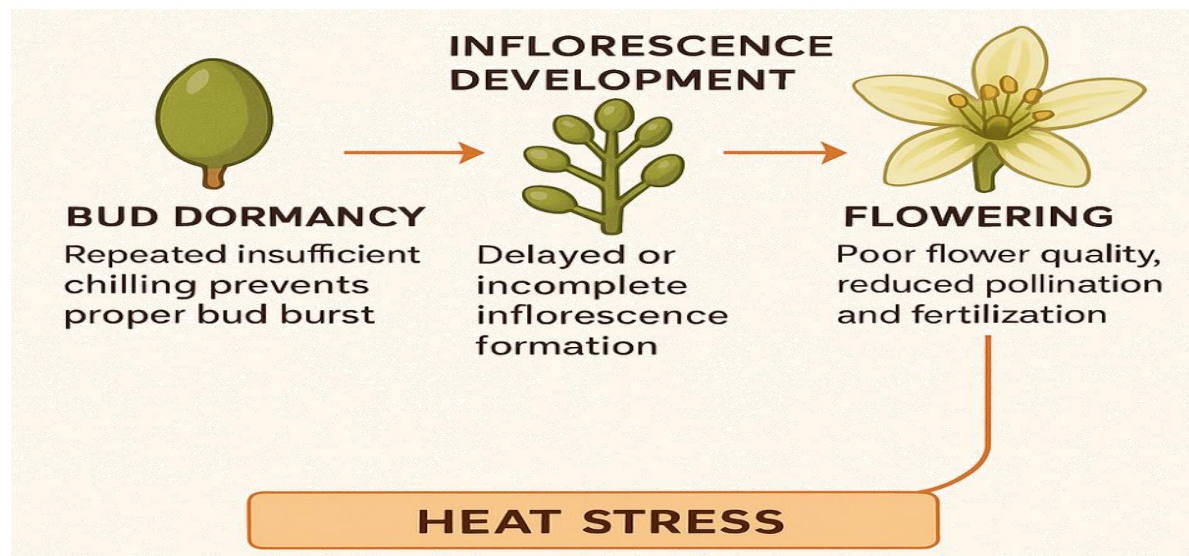 BUD DORMANCY
Repeated insufficient
chilling prevents
proper bud burst
INFLORESCENCE
DEVELOPMENT
Delayed or
incomplete
inflorescence
formation
FLOWERING
Poor flower quality,
reduced pollination
and fertilization
HEAT STRESS